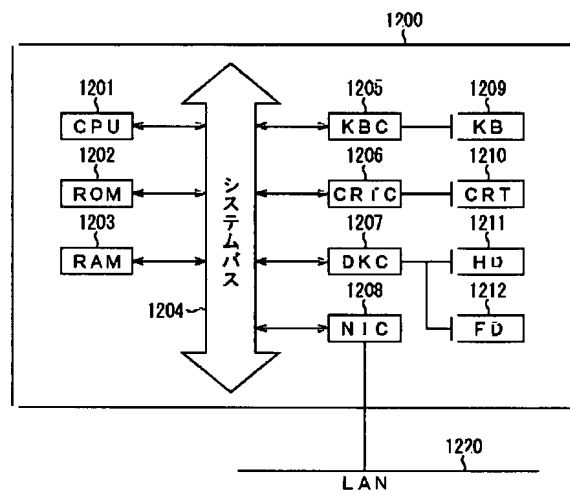 1200
1201
CPU
1202
ROM
1203
RAM
1204
システムバス
1205
KBC
1206
CRTC
1207
DKC
1208
NIC
1209
KB
1210
CRT
1211
HD
1212
FD
1220
LAN